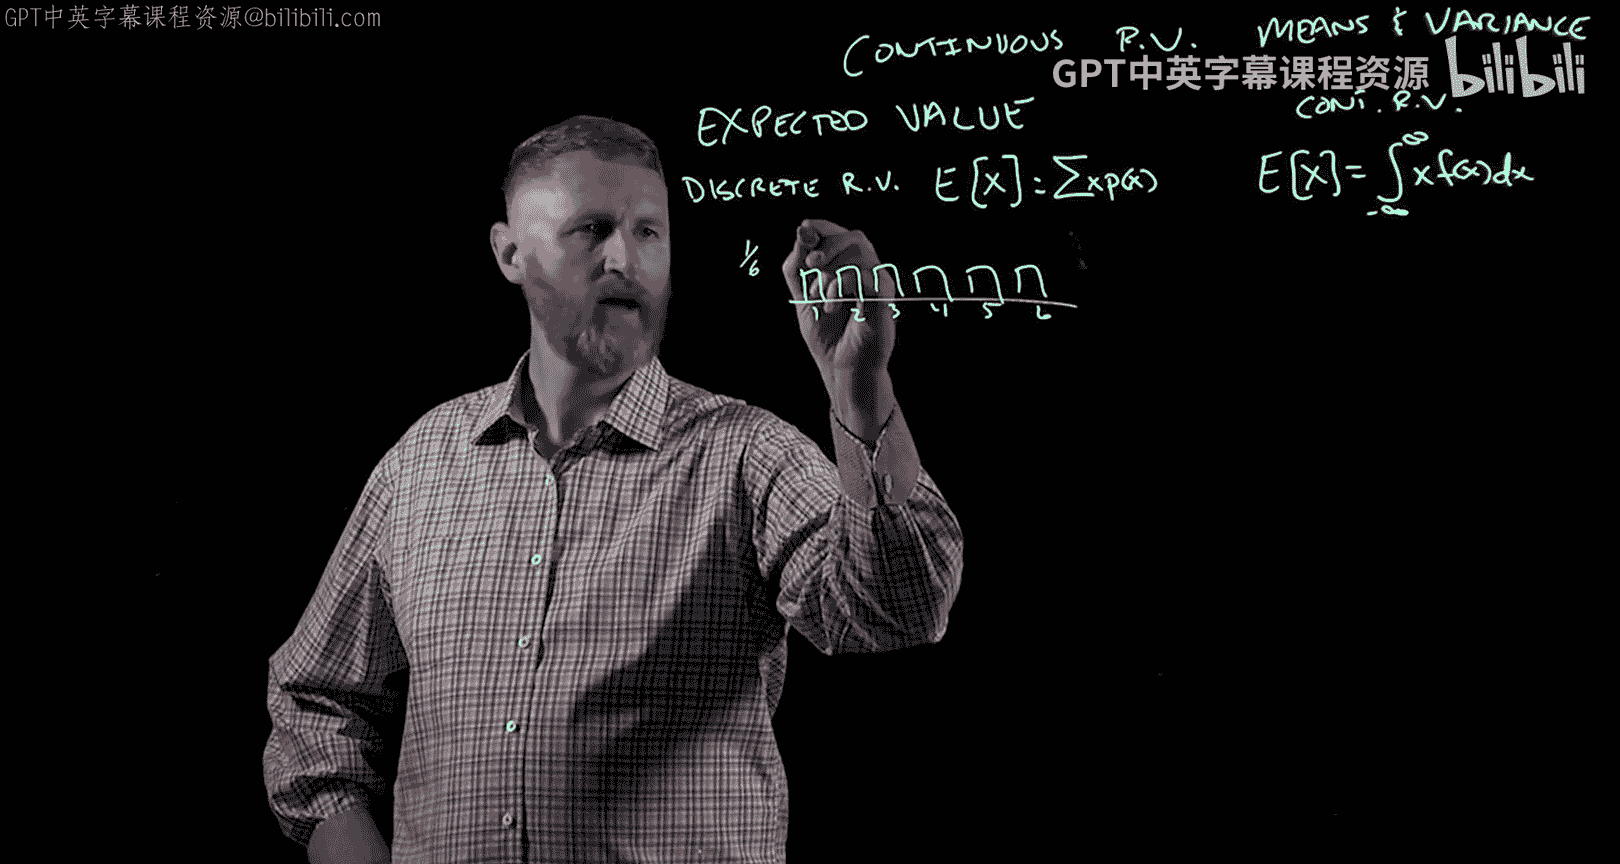 GPT中英字幕课程资源@bilibili.com
CONTINUOUS R.V. MEANS & VARIANCE
GPT中英字幕课程资源 bilibili
EXPECTED VALUE
CONT. R.V.
DISCRETE R.V. E[X] = ∑xp(x)
E[X] = ∫_{-∞}^{∞} x f(x) dx
1/6
1 2 3 4 5 6